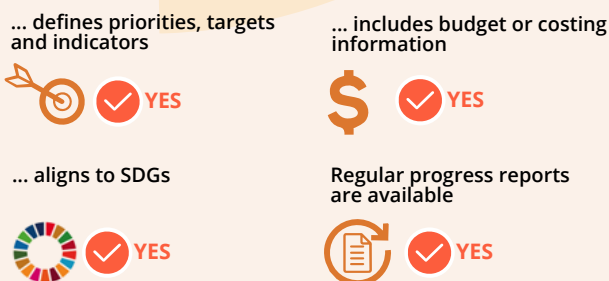 ... defines priorities, targets
and indicators
YES
... includes budget or costing
information
YES
... aligns to SDGs
YES
Regular progress reports
are available
YES